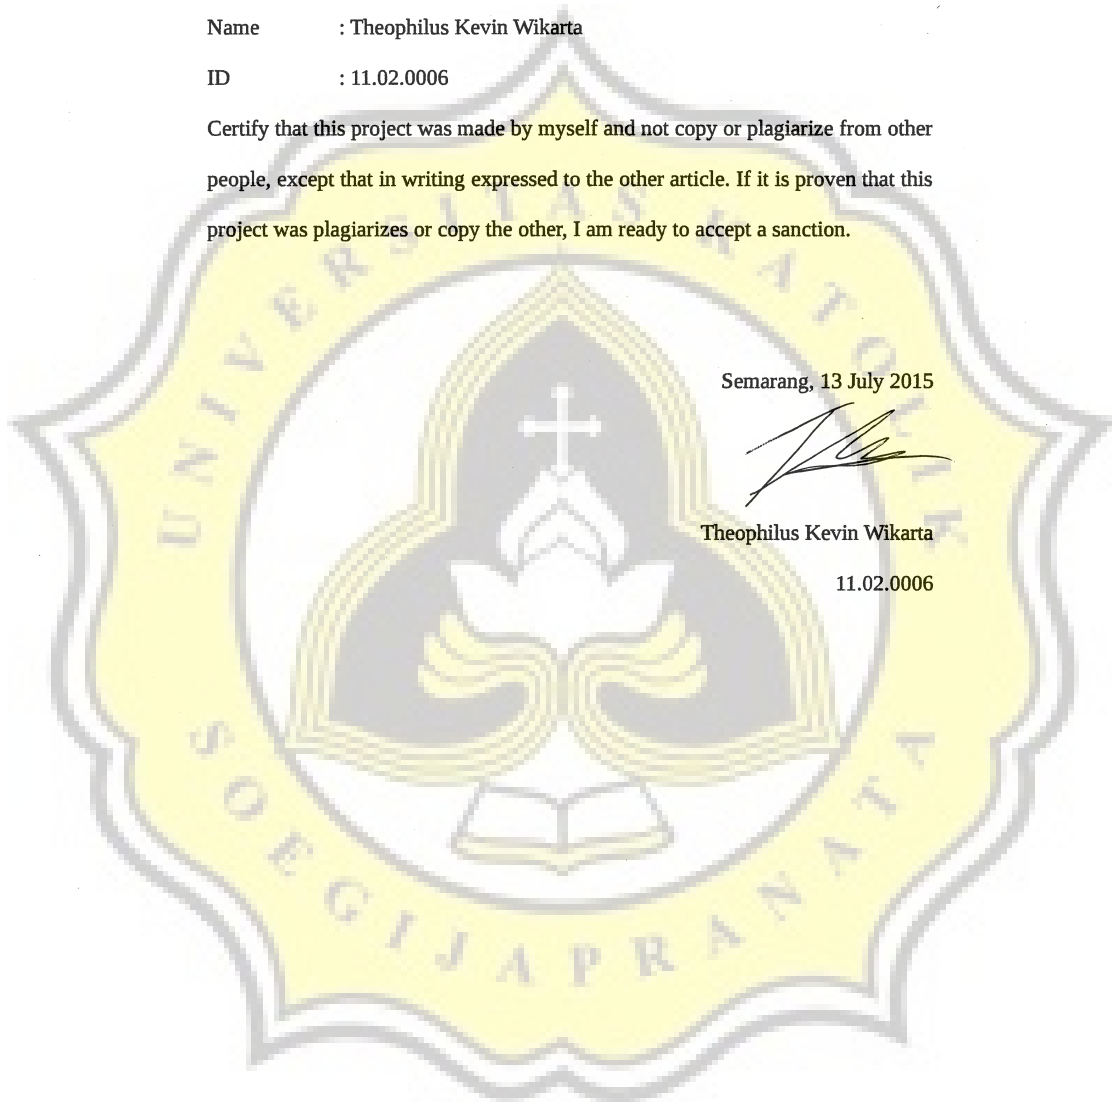 Name : Theophilus Kevin Wikarta
ID : 11.02.0006
Certify that this project was made by myself and not copy or plagiarize from other
people, except that in writing expressed to the other article. If it is proven that this
project was plagiarizes or copy the other, I am ready to accept a sanction.
UNIVERSITAS KATOLIK
Semarang, 13 July 2015
Theophilus Kevin Wikarta
11.02.0006
SOEGIJAPRANATA